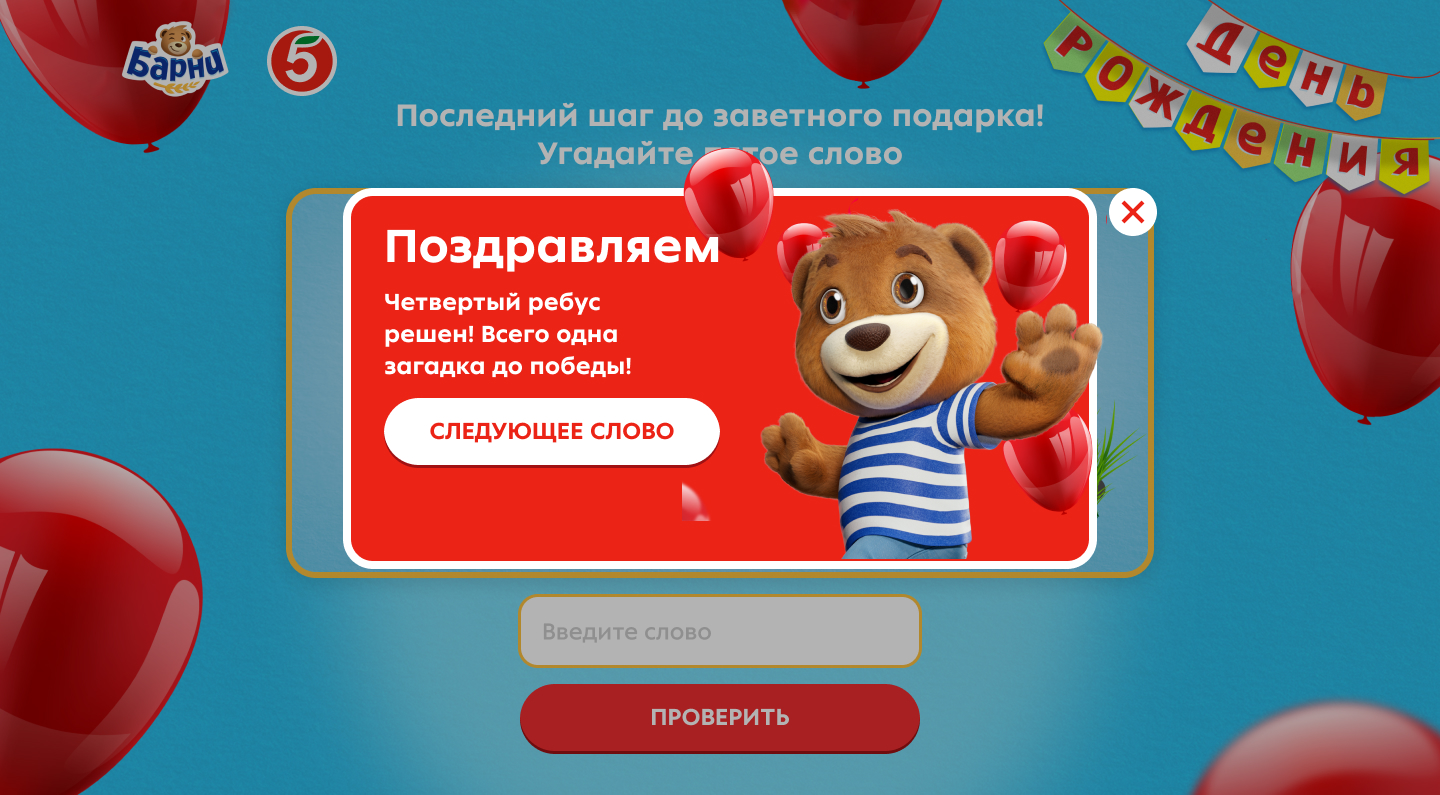 Барни
5
День
Рождения
Последний шаг до заветного подарка!
Угадайте пятое слово
Поздравляем
Четвертый ребус
решен! Всего одна
загадка до победы!
СЛЕДУЮЩЕЕ СЛОВО
Введите слово
ПРОВЕРИТЬ